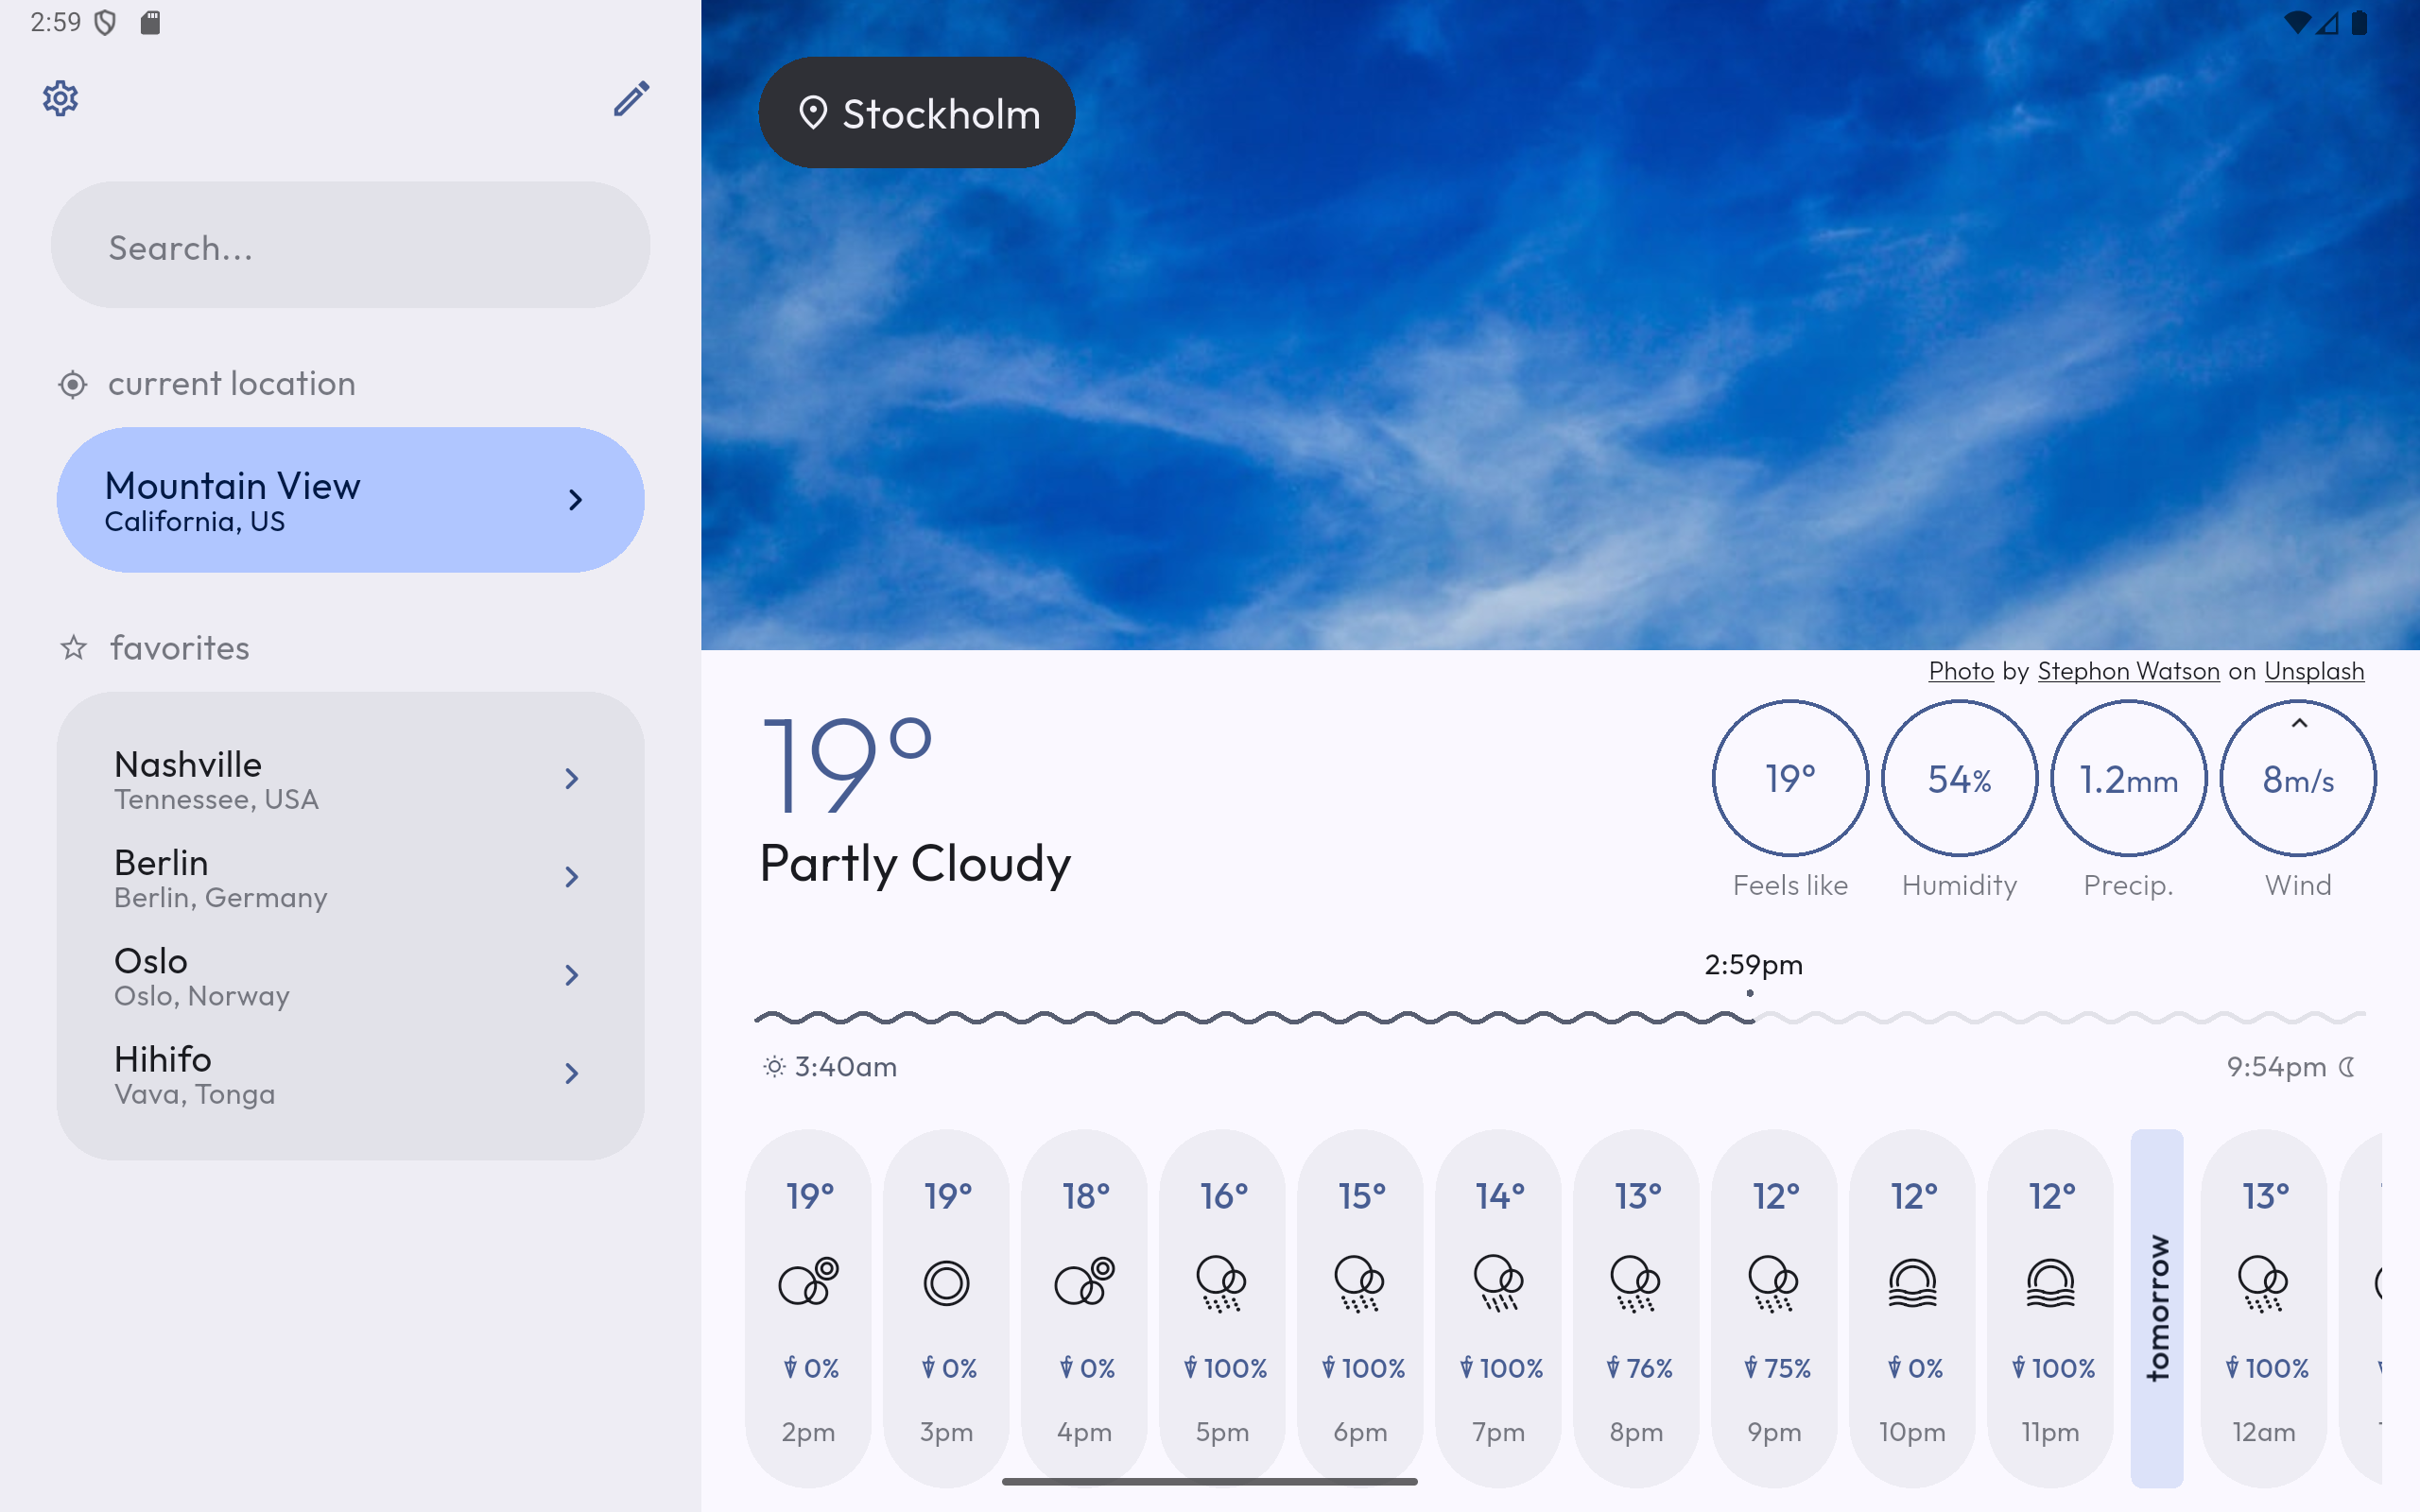 2:59
Search...
current location
Mountain View
California, US
favorites
Nashville
Tennessee, USA
Berlin
Berlin, Germany
Oslo
Oslo, Norway
Hihifo
Vava, Tonga
Stockholm
Photo by Stephon Watson on Unsplash
19°
Partly Cloudy
19° 54% 1.2mm 8m/s
Feels like Humidity Precip. Wind
2:59pm
3:40am 9:54pm
19° 19° 18° 16° 15° 14° 13° 12° 12° 12° 13°
tomorrow
0% 0% 0% 100% 100% 100% 76% 75% 0% 100% 100%
2pm 3pm 4pm 5pm 6pm 7pm 8pm 9pm 10pm 11pm 12am